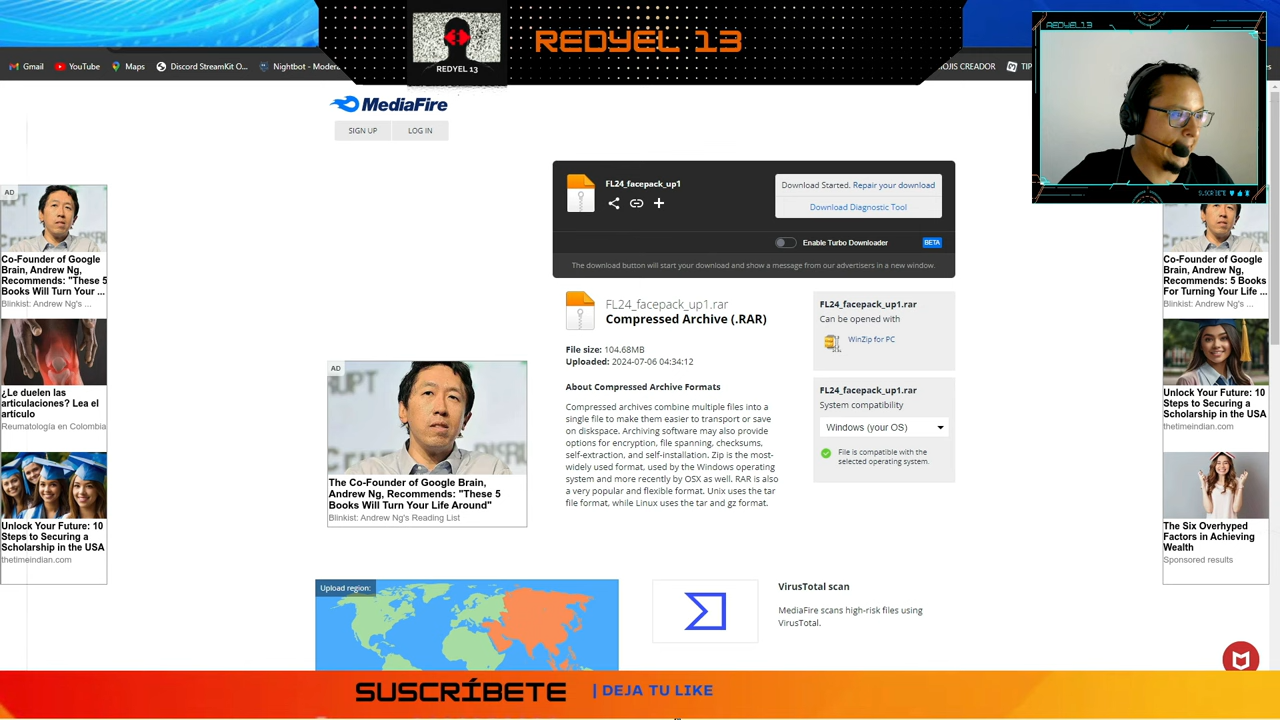 REDYEL 13
REDYEL 13
REDYEL13
Gmail
YouTube
Maps
Discord StreamKit O...
Nightbot - Moder
OJIS CREADOR
TIP
MediaFire
SIGN UP
LOG IN
FL24_facepack_up1
Download Started. Repair your download
Download Diagnostic Tool
Enable Turbo Downloader
BETA
The download button will start your download and show a message from our advertisers in a new window.
SUSCRIBETE
AD
Co-Founder of Google
Brain, Andrew Ng,
Recommends: "These 5
Books Will Turn Your ...
Blinkist: Andrew Ng's ...
¿Le duelen las
articulaciones? Lea el
artículo
Reumatología en Colombia
Unlock Your Future: 10
Steps to Securing a
Scholarship in the USA
thetimeindian.com
AD
The Co-Founder of Google Brain,
Andrew Ng, Recommends: "These 5
Books Will Turn Your Life Around"
Blinkist: Andrew Ng's Reading List
FL24_facepack_up1.rar
Compressed Archive (.RAR)
File size: 104.68MB
Uploaded: 2024-07-06 04:34:12
About Compressed Archive Formats
Compressed archives combine multiple files into a
single file to make them easier to transport or save
on diskspace. Archiving software may also provide
options for encryption, file spanning, checksums,
self-extraction, and self-installation. Zip is the most-
widely used format, used by the Windows operating
system and more recently by OSX as well. RAR is also
a very popular and flexible format. Unix uses the tar
file format, while Linux uses the tar and gz format.
FL24_facepack_up1.rar
Can be opened with
WinZip for PC
FL24_facepack_up1.rar
System compatibility
Windows (your OS)
File is compatible with the
selected operating system.
Co-Founder of Google
Brain, Andrew Ng,
Recommends: 5 Books
For Turning Your Life ...
Blinkist: Andrew Ng's ...
Unlock Your Future: 10
Steps to Securing a
Scholarship in the USA
thetimeindian.com
The Six Overhyped
Factors in Achieving
Wealth
Sponsored results
Upload region:
VirusTotal scan
MediaFire scans high-risk files using
VirusTotal.
SUSCRÍBETE | DEJA TU LIKE